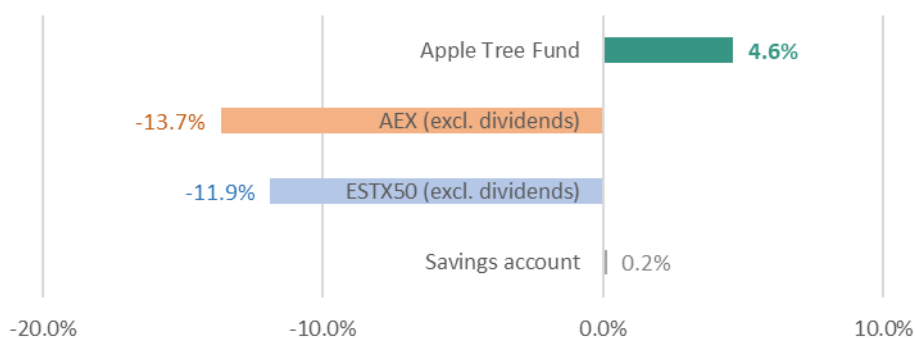 Apple Tree Fund 4.6%
-13.7% AEX (excl. dividends)
-11.9% ESTX50 (excl. dividends)
Savings account 0.2%
-20.0% -10.0% 0.0% 10.0%